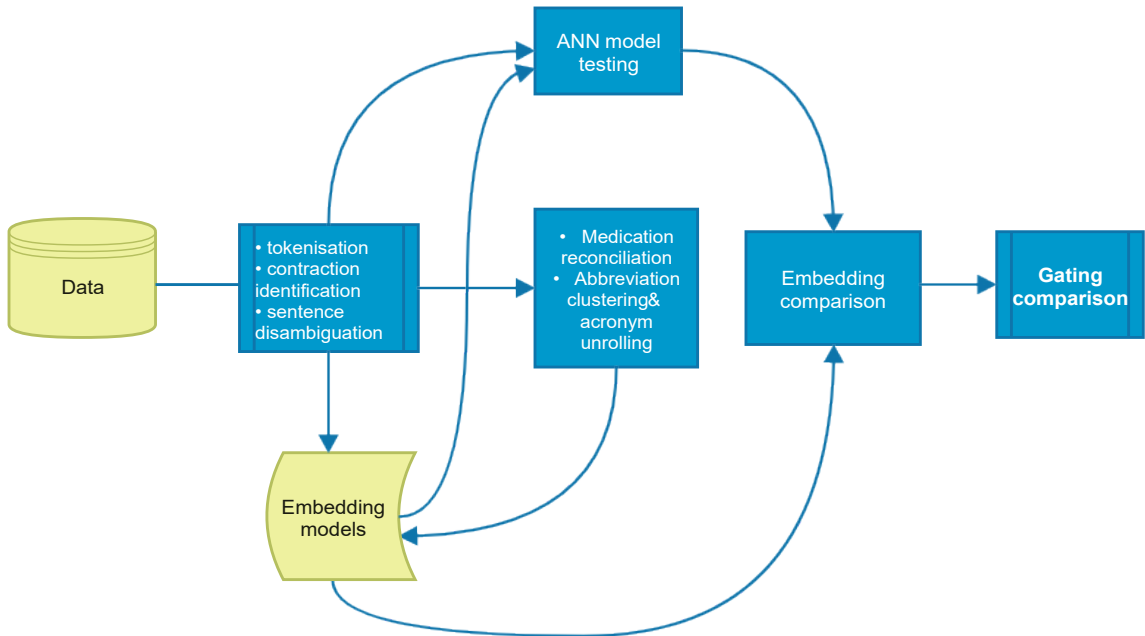 ANN model
testing
Data
• tokenisation
• contraction
identification
• sentence
disambiguation
• Medication
reconciliation
• Abbreviation
clustering&
acronym
unrolling
Embedding
comparison
Gating
comparison
Embedding
models